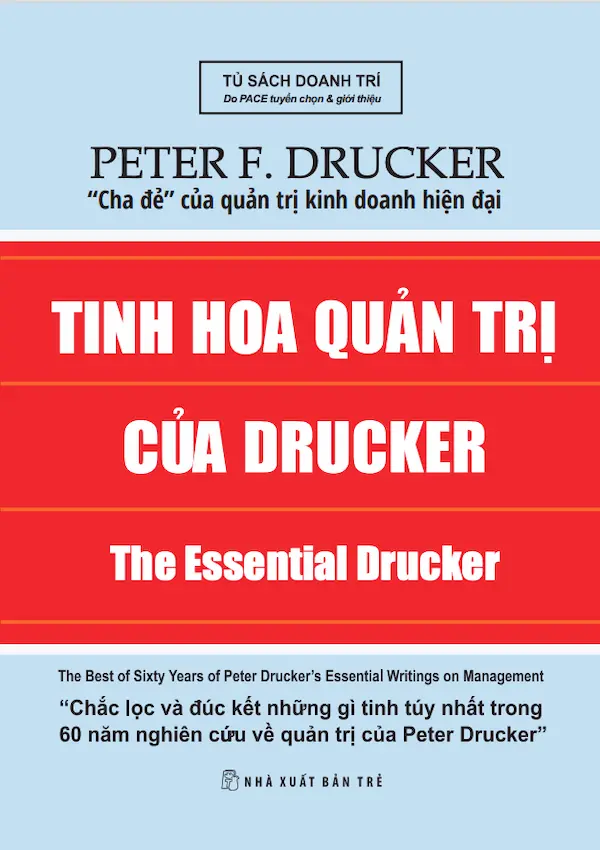 TỦ SÁCH DOANH TRÍ
Do PACE tuyển chọn & giới thiệu
PETER F. DRUCKER
“Cha đẻ” của quản trị kinh doanh hiện đại
TINH HOA QUẢN TRỊ
CỦA DRUCKER
The Essential Drucker
The Best of Sixty Years of Peter Drucker’s Essential Writings on Management
“Chắc lọc và đúc kết những gì tinh túy nhất trong
60 năm nghiên cứu về quản trị của Peter Drucker”
NHÀ XUẤT BẢN TRẺ